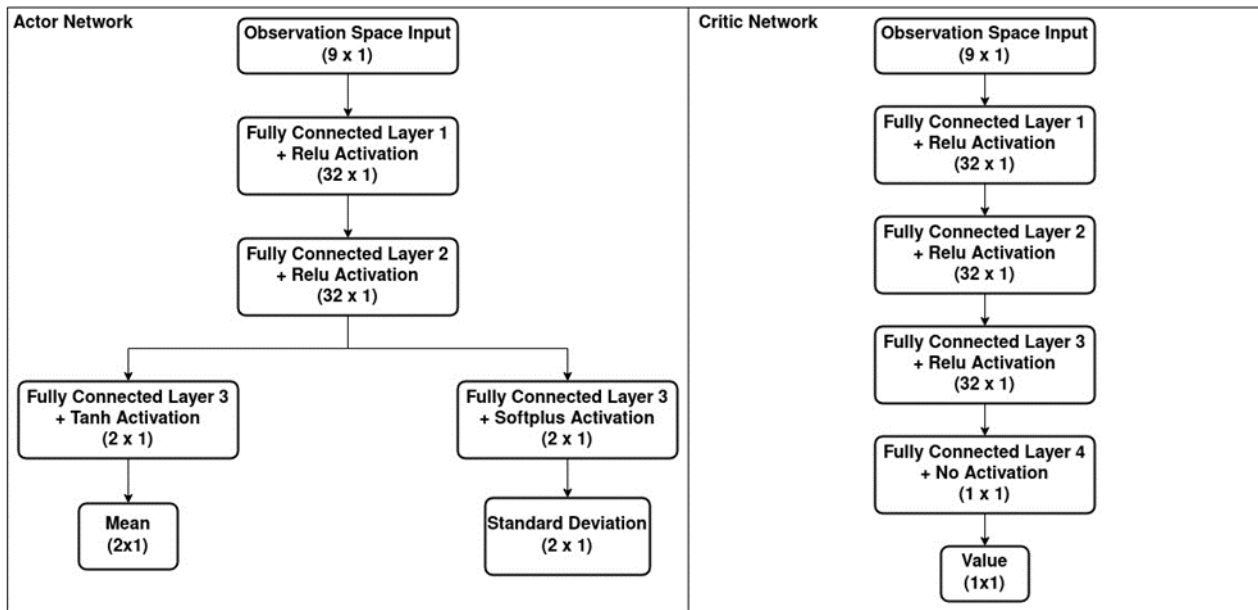 Actor Network
Observation Space Input
(9 x 1)
Fully Connected Layer 1
+ Relu Activation
(32 x 1)
Fully Connected Layer 2
+ Relu Activation
(32 x 1)
Fully Connected Layer 3
+ Tanh Activation
(2 x 1)
Mean
(2x1)
Fully Connected Layer 3
+ Softplus Activation
(2 x 1)
Standard Deviation
(2 x 1)
Critic Network
Observation Space Input
(9 x 1)
Fully Connected Layer 1
+ Relu Activation
(32 x 1)
Fully Connected Layer 2
+ Relu Activation
(32 x 1)
Fully Connected Layer 3
+ Relu Activation
(32 x 1)
Fully Connected Layer 4
+ No Activation
(1 x 1)
Value
(1x1)